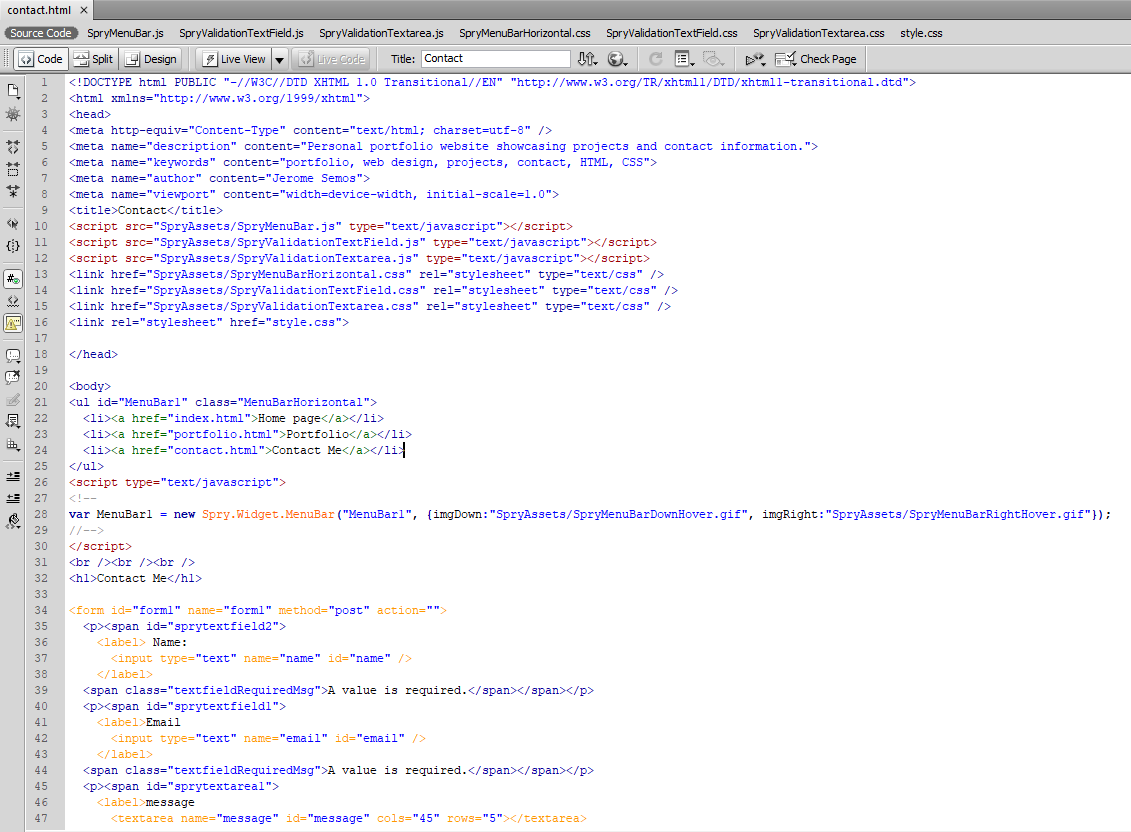 contact.html ×
Source Code SpryMenuBar.js SpryValidationTextField.js SpryValidationTextarea.js SpryMenuBarHorizontal.css SpryValidationTextField.css SpryValidationTextarea.css style.css
Code Split Design Live View Live Code Title: Contact Check Page
1 <!DOCTYPE html PUBLIC "-//W3C//DTD XHTML 1.0 Transitional//EN" "http://www.w3.org/TR/xhtml1/DTD/xhtml1-transitional.dtd">
2 <html xmlns="http://www.w3.org/1999/xhtml">
3 <head>
4 <meta http-equiv="Content-Type" content="text/html; charset=utf-8" />
5 <meta name="description" content="Personal portfolio website showcasing projects and contact information.">
6 <meta name="keywords" content="portfolio, web design, projects, contact, HTML, CSS">
7 <meta name="author" content="Jerome Semos">
8 <meta name="viewport" content="width=device-width, initial-scale=1.0">
9 <title>Contact</title>
10 <script src="SpryAssets/SpryMenuBar.js" type="text/javascript"></script>
11 <script src="SpryAssets/SpryValidationTextField.js" type="text/javascript"></script>
12 <script src="SpryAssets/SpryValidationTextarea.js" type="text/javascript"></script>
13 <link href="SpryAssets/SpryMenuBarHorizontal.css" rel="stylesheet" type="text/css" />
14 <link href="SpryAssets/SpryValidationTextField.css" rel="stylesheet" type="text/css" />
15 <link href="SpryAssets/SpryValidationTextarea.css" rel="stylesheet" type="text/css" />
16 <link rel="stylesheet" href="style.css">
17
18 </head>
19
20 <body>
21 <ul id="MenuBar1" class="MenuBarHorizontal">
22 <li><a href="index.html">Home page</a></li>
23 <li><a href="portfolio.html">Portfolio</a></li>
24 <li><a href="contact.html">Contact Me</a></li>
25 </ul>
26 <script type="text/javascript">
27 <!--
28 var MenuBar1 = new Spry.Widget.MenuBar("MenuBar1", {imgDown:"SpryAssets/SpryMenuBarDownHover.gif", imgRight:"SpryAssets/SpryMenuBarRightHover.gif"});
29 //-->
30 </script>
31 <br /><br /><br />
32 <h1>Contact Me</h1>
33
34 <form id="form1" name="form1" method="post" action="">
35 <p><span id="sprytextfield2">
36 <label> Name:
37 <input type="text" name="name" id="name" />
38 </label>
39 <span class="textfieldRequiredMsg">A value is required.</span></span></p>
40 <p><span id="sprytextfield1">
41 <label>Email
42 <input type="text" name="email" id="email" />
43 </label>
44 <span class="textfieldRequiredMsg">A value is required.</span></span></p>
45 <p><span id="sprytextarea1">
46 <label>message
47 <textarea name="message" id="message" cols="45" rows="5"></textarea>